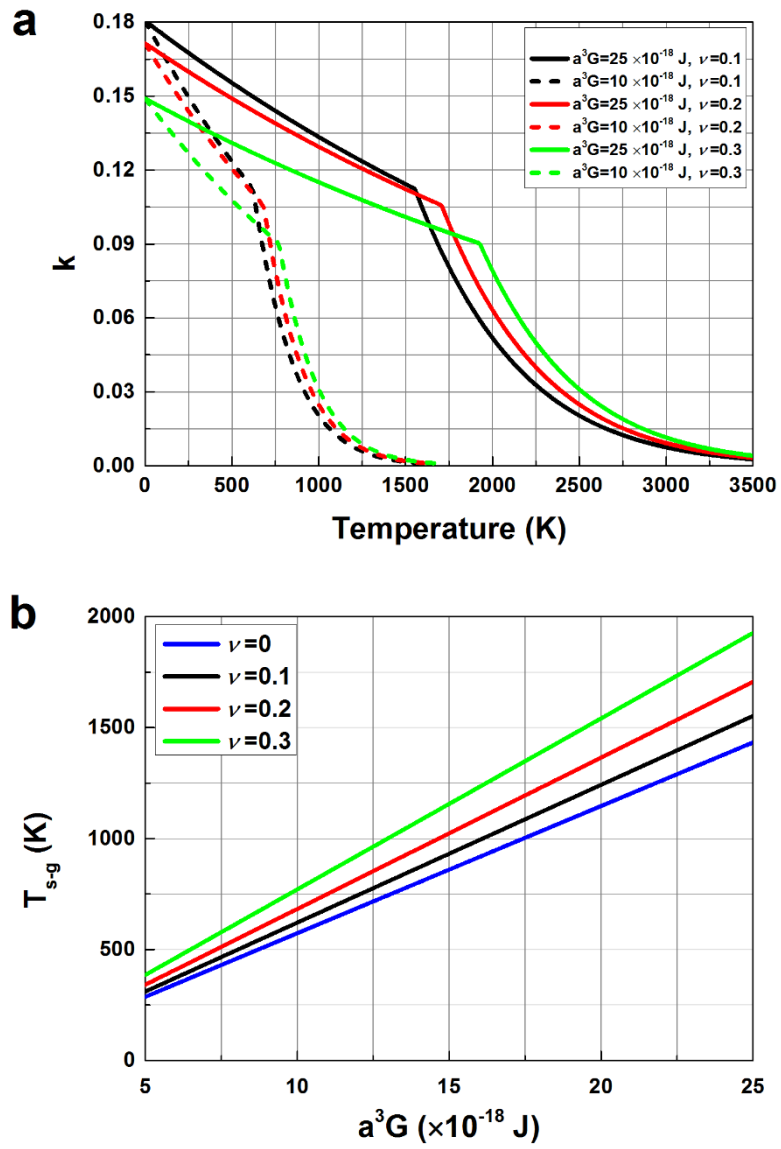 a
0.18
0.15
0.12
0.09
0.06
0.03
0.00
k
a³G=25 ×10⁻¹⁸ J, ν=0.1
a³G=10 ×10⁻¹⁸ J, ν=0.1
a³G=25 ×10⁻¹⁸ J, ν=0.2
a³G=10 ×10⁻¹⁸ J, ν=0.2
a³G=25 ×10⁻¹⁸ J, ν=0.3
a³G=10 ×10⁻¹⁸ J, ν=0.3
0 500 1000 1500 2000 2500 3000 3500
Temperature (K)
b
2000
1500
1000
500
0
Tₛ₋g (K)
ν=0
ν=0.1
ν=0.2
ν=0.3
5 10 15 20 25
a³G (×10⁻¹⁸ J)